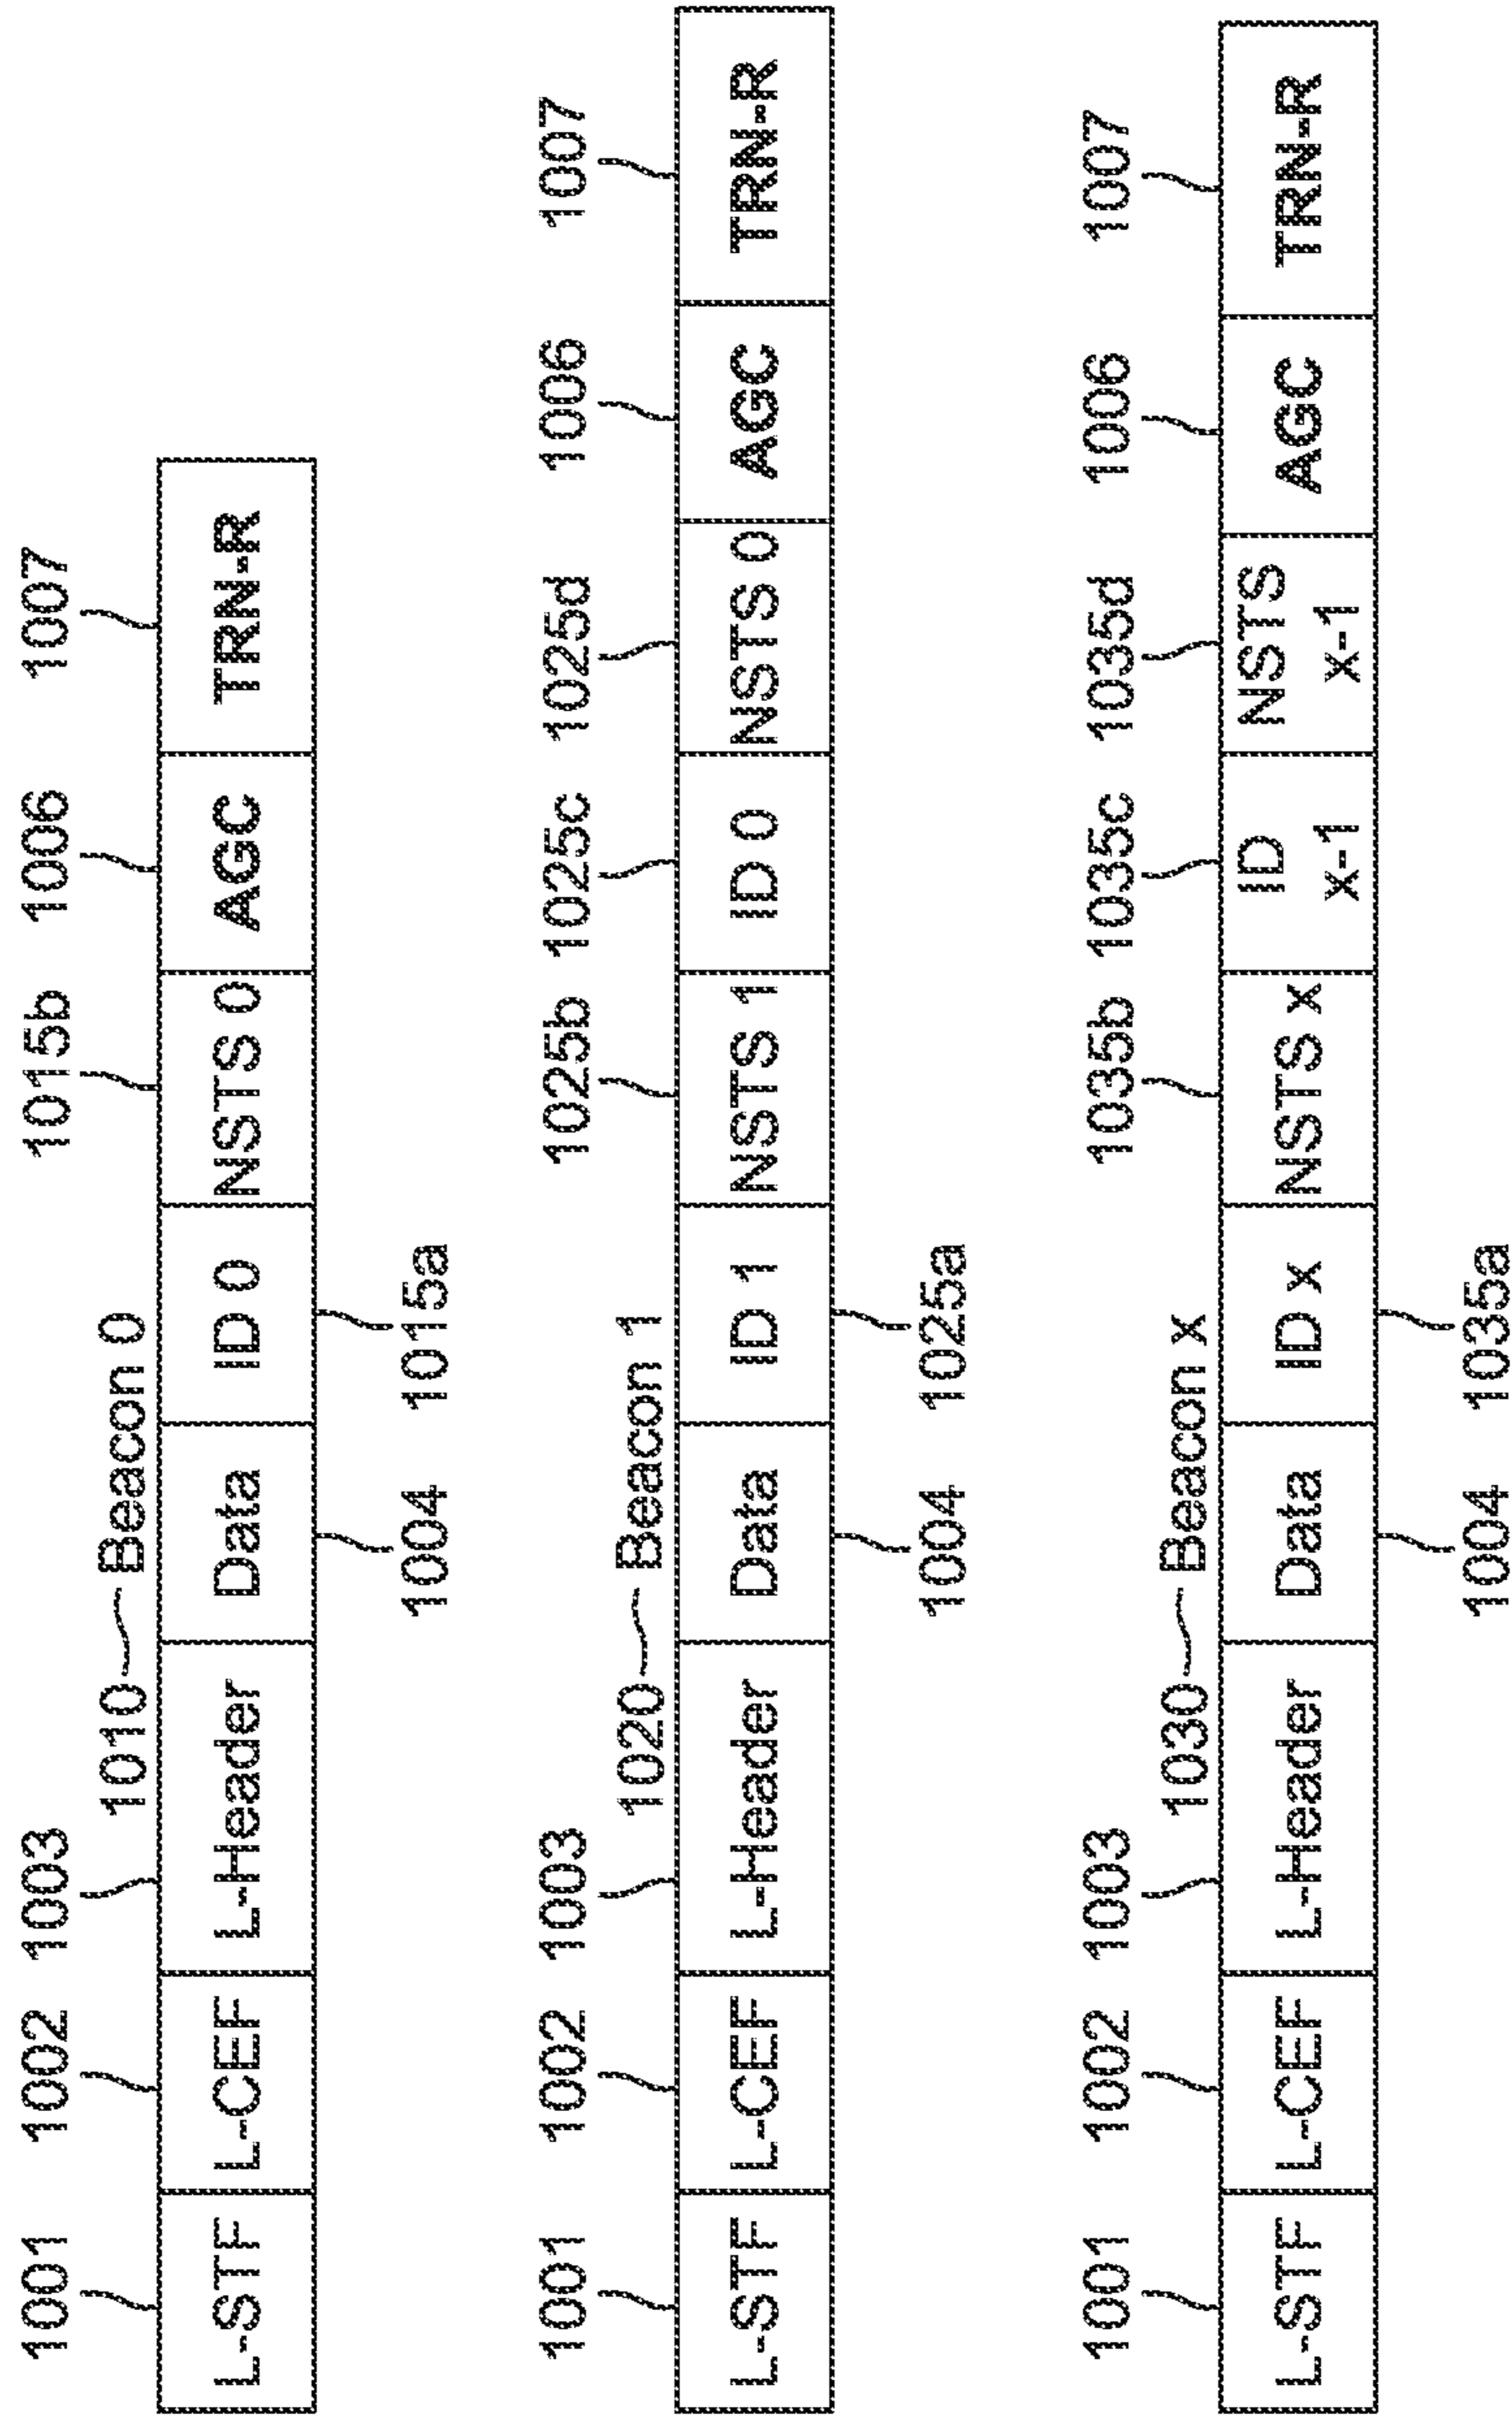 1001 1002 1003 1015b 1006 1007
1010 Beacon 0
L-STF L-CEF L-Header Data ID 0 NSTS 0 AGC TRN-R
1004 1015a
1001 1002 1003 1025b 1025c 1025d 1006 1007
1020 Beacon 1
L-STF L-CEF L-Header Data ID 1 NSTS 1 ID 0 NSTS 0 AGC TRN-R
1004 1025a
1001 1002 1003 1035b 1035c 1035d 1006 1007
1030 Beacon x
L-STF L-CEF L-Header Data ID x NSTS x ID x-1 NSTS x-1 AGC TRN-R
1004 1035a